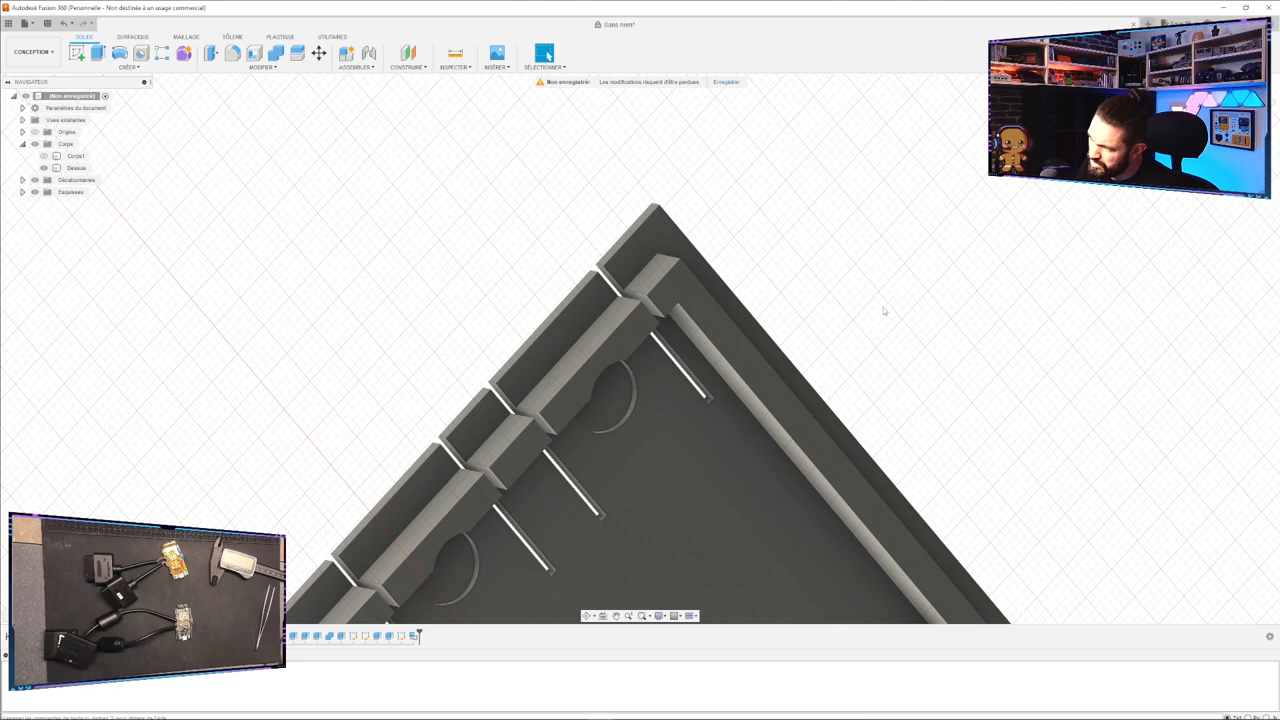 Autodesk Fusion 360 (Personnelle - Non destinée à un usage commercial)
Sans nom*
CONCEPTION
SOLIDE
SURFACIQUE
MAILLAGE
TÔLERIE
PLASTIQUE
UTILITAIRES
CRÉER
MODIFIER
ASSEMBLER
CONSTRUIRE
INSPECTER
INSÉRER
SÉLECTIONNER
NAVIGATEUR
Non enregistré:
Les modifications risquent d'être perdues
Enregistrer
(Non enregistré)
Paramètres du document
Vues existantes
Origine
Corps
Corps1
Dessus
Décalcomanies
Esquisses